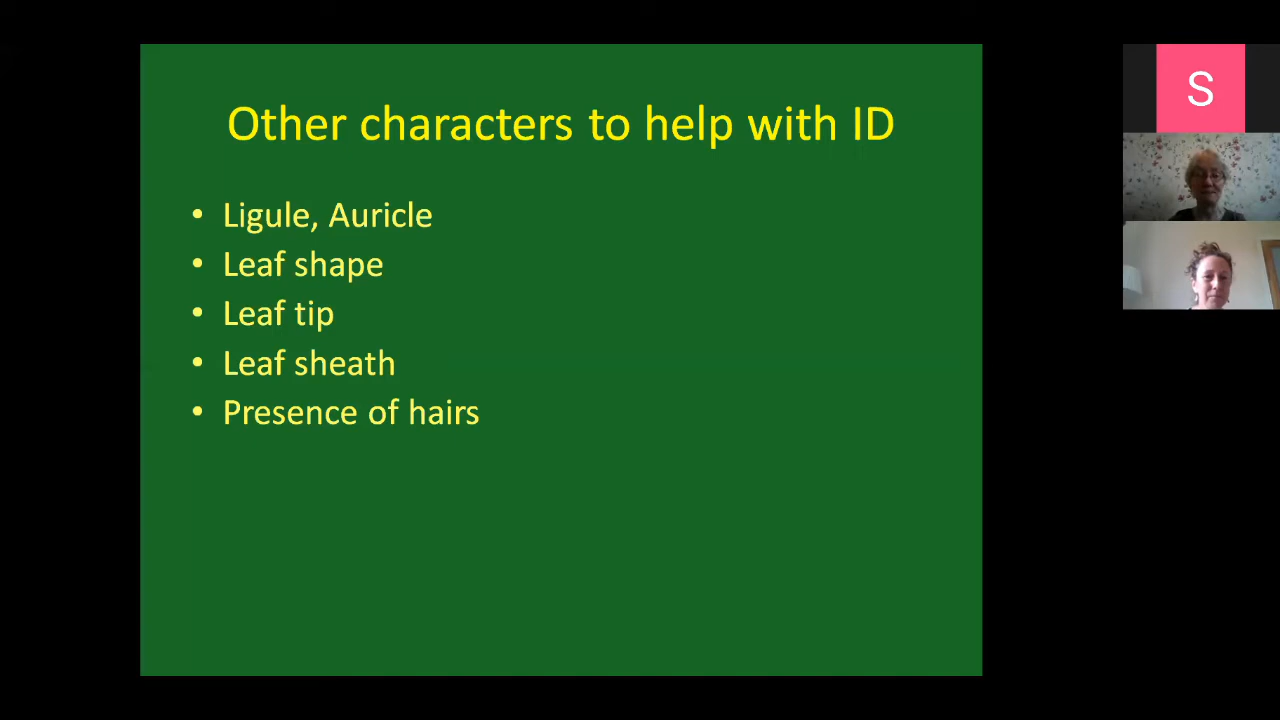 Other characters to help with ID
• Ligule, Auricle
• Leaf shape
• Leaf tip
• Leaf sheath
• Presence of hairs
S